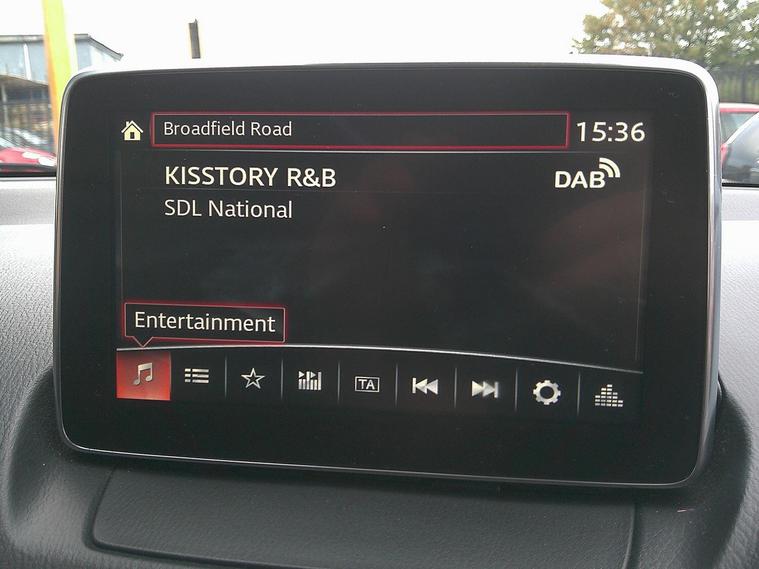 Broadfield Road
15:36
KISSTORY R&B
DAB
SDL National
Entertainment
TA